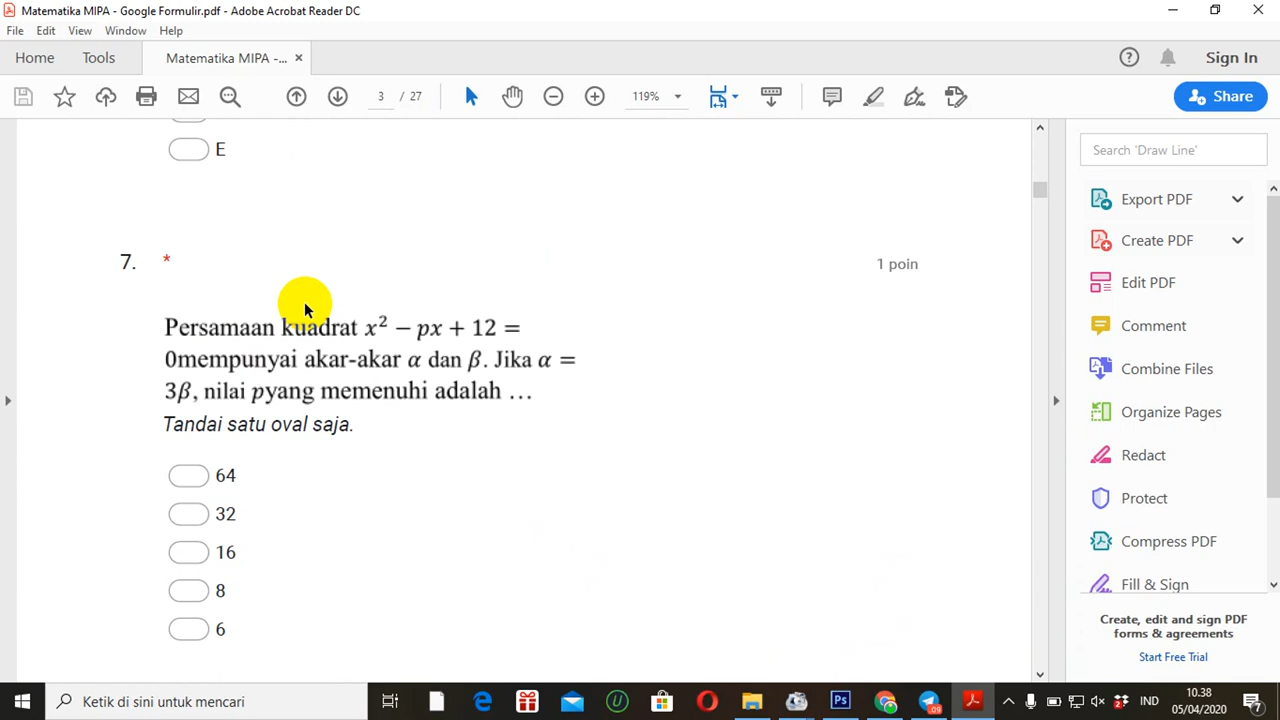 Matematika MIPA - Google Formulir.pdf - Adobe Acrobat Reader DC
File Edit View Window Help
Home Tools Matematika MIPA -... × Sign In
3 / 27 119% Share
E
Search 'Draw Line'
Export PDF
Create PDF
Edit PDF
Comment
Combine Files
Organize Pages
Redact
Protect
Compress PDF
Fill & Sign
Create, edit and sign PDF
forms & agreements
Start Free Trial
7. * 1 poin
Persamaan kuadrat x² − px + 12 =
0mempunyai akar-akar α dan β. Jika α =
3β, nilai pyang memenuhi adalah …
Tandai satu oval saja.
64
32
16
8
6
Ketik di sini untuk mencari
Ps
09
IND
10.38
05/04/2020
7